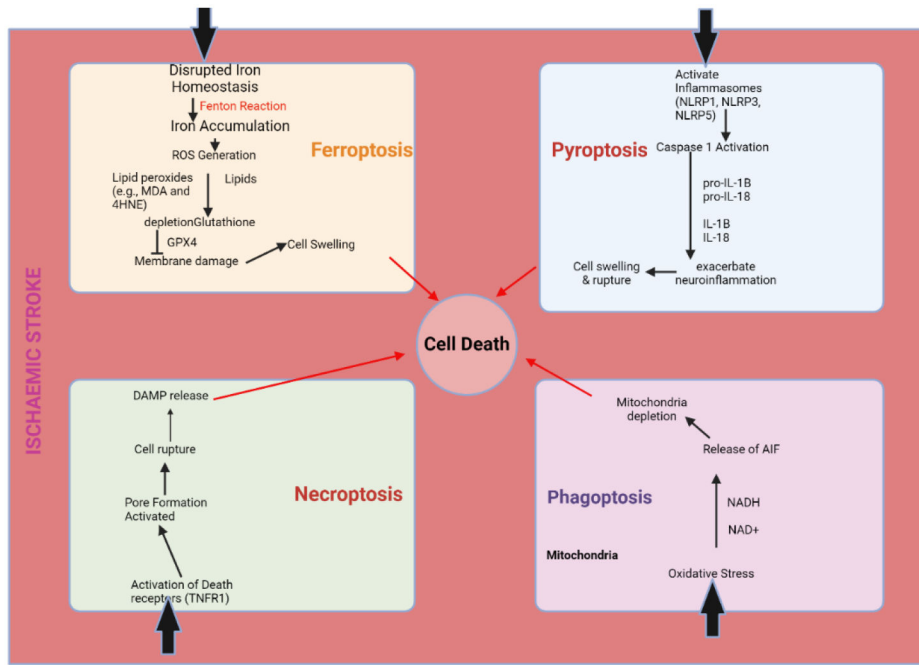 ISCHAEMIC STROKE
Disrupted Iron
Homeostasis
Fenton Reaction
Iron Accumulation
ROS Generation
Lipid peroxides
(e.g., MDA and
4HNE)
Lipids
depletionGlutathione
GPX4
Membrane damage
Cell Swelling
Ferroptosis
Activate
Inflammasomes
(NLRP1, NLRP3,
NLRP5)
Caspase 1 Activation
pro-IL-1B
pro-IL-18
IL-1B
IL-18
exacerbate
neuroinflammation
Cell swelling
& rupture
Pyroptosis
Cell Death
DAMP release
Cell rupture
Pore Formation
Activated
Activation of Death
receptors (TNFR1)
Necroptosis
Mitochondria
depletion
Release of AIF
NADH
NAD+
Mitochondria
Oxidative Stress
Phagoptosis